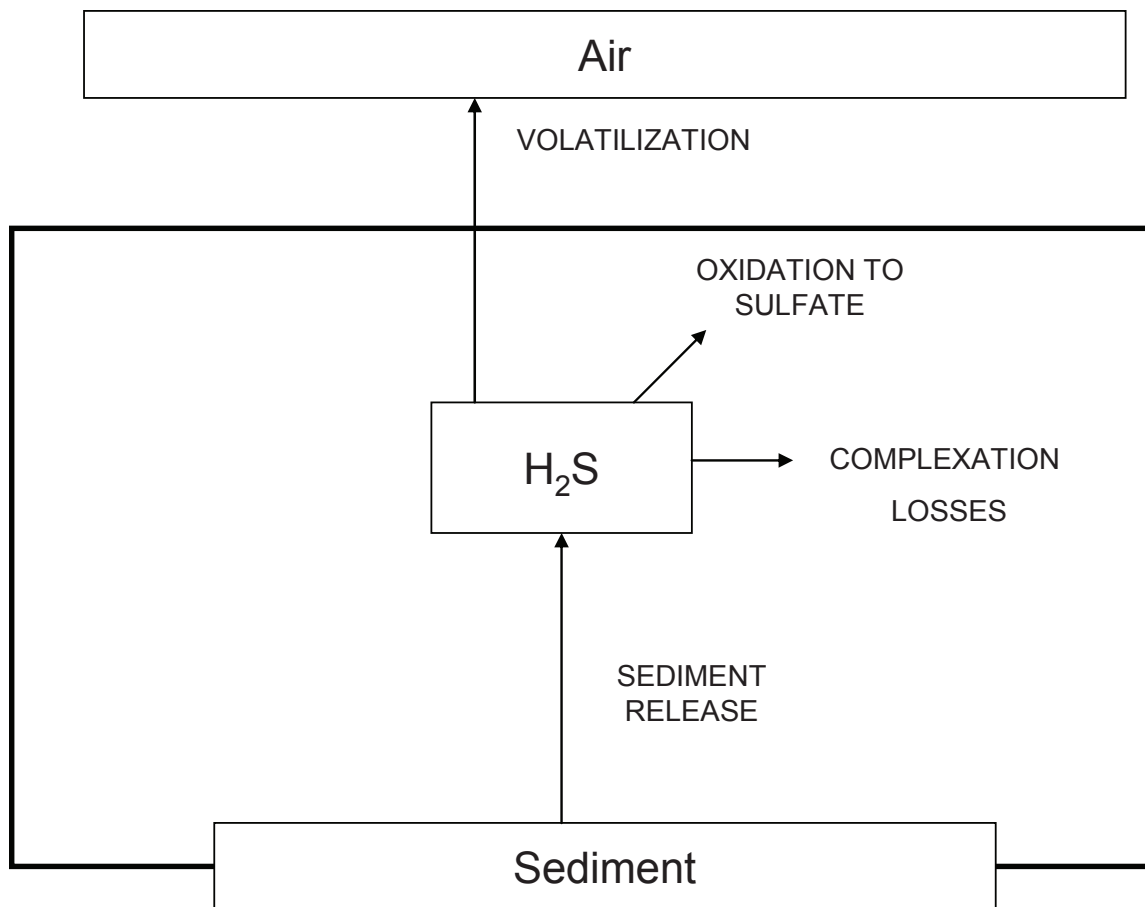 Air
VOLATILIZATION
OXIDATION TO
SULFATE
H₂S
COMPLEXATION
LOSSES
SEDIMENT
RELEASE
Sediment